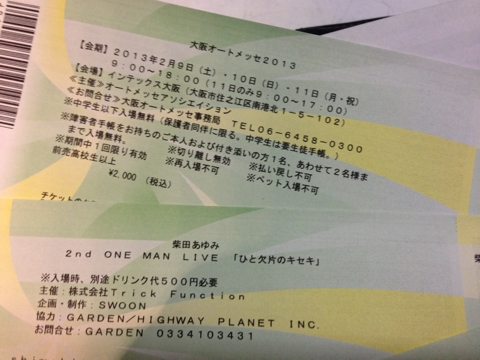 大阪オートメッセ2013
【会期】2013年2月9日(土)・10日(日)・11日(月・祝)
9:00~18:00(11日のみ9:00~17:00)
【会場】インテックス大阪(大阪市住之江区南港北1-5-102)
≪主催≫オートメッセアソシエイション
≪お問合せ≫大阪オートメッセ事務局 TEL06-6458-0300
※中学生以下入場無料(保護者同伴に限る。中学生は要生徒手帳。)
※障害者手帳をお持ちのご本人および付き添いの方1名、あわせて2名様ま
まで入場無料。
※期間中1回限り有効 ※切り離し無効 ※払い戻し不可
前売高校生以上 ※再入場不可 ※ペット入場不可
¥2,000 (税込)
柴田あゆみ
2nd ONE MAN LIVE 「ひと欠片のキセキ」
※入場時、別途ドリンク代500円必要
主催:株式会社Trick Function
企画・制作:SWOON
協力:GARDEN/HIGHWAY PLANET INC.
お問合せ:GARDEN 0334103431